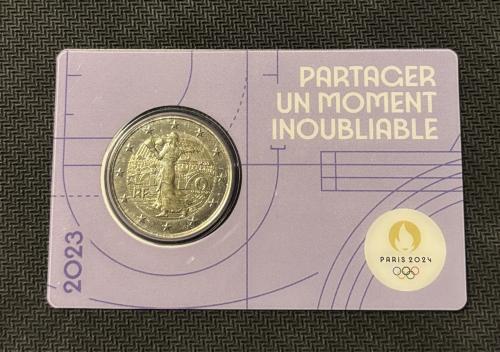 PARTAGER
UN MOMENT
INOUBLIABLE
2023
PARIS 2024